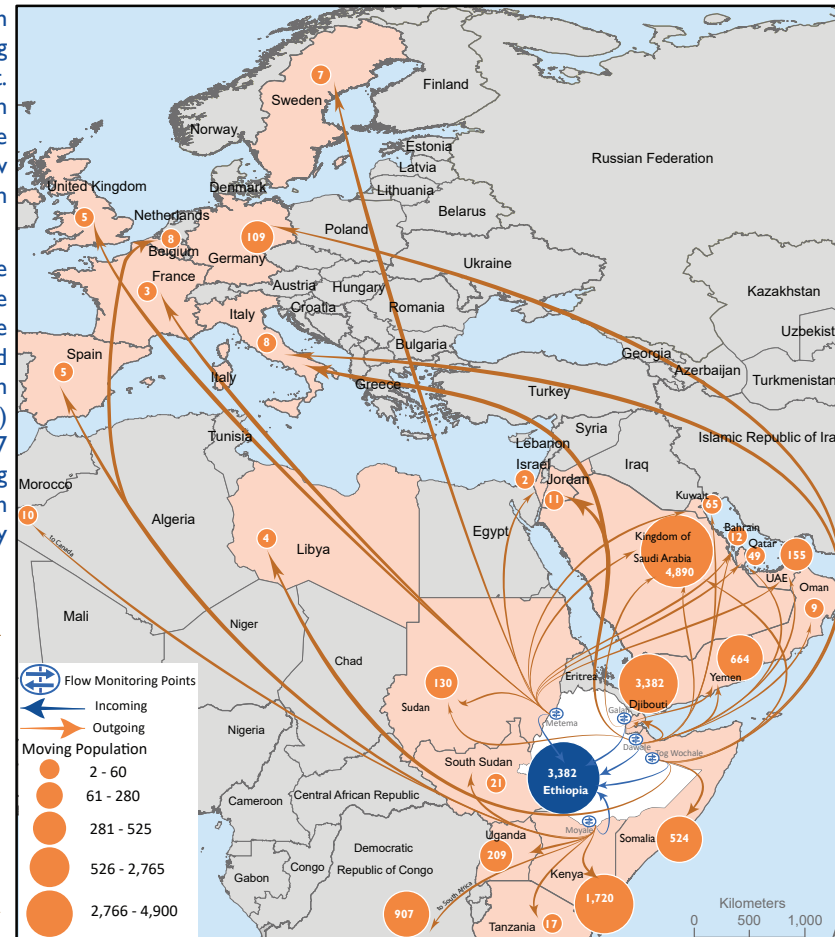 n
g
t.
n
e
v
n
e
e
e
d
n
)
7
g
n
y
7
Sweden
Finland
Norway
Russian Federation
Estonia
Latvia
Lithuania
Denmark
United Kingdom
5
Netherlands
8
Belgium
109
Germany
Poland
Belarus
Ukraine
France
3
Austria
Hungary
Croatia
Romania
Kazakhstan
Uzbekist
Italy
8
Bulgaria
Georgia
Azerbaijan
Turkmenistan
Spain
5
Italy
Greece
Turkey
Tunisia
Syria
Lebanon
Islamic Republic of Ira
Israel
2
Jordan
11
Iraq
Morocco
10
to Canada
Algeria
4
Libya
Egypt
Kuwait
65
Bahrain
12
Qatar
49
155
UAE
Kingdom of
Saudi Arabia
4,890
Oman
9
Mali
Niger
Chad
130
Sudan
Eritrea
3,382
Djibouti
664
Yemen
Metema
Galafi
Dawale
Tog Wochale
Nigeria
South Sudan
21
3,382
Ethiopia
Moyale
Somalia
524
Cameroon
Central African Republic
Democratic
Republic of Congo
Congo
Gabon
Uganda
209
Kenya
1,720
to South Africa
907
Tanzania
17
Flow Monitoring Points
Incoming
Outgoing
Moving Population
2 - 60
61 - 280
281 - 525
526 - 2,765
2,766 - 4,900
Kilometers
0 500 1,000